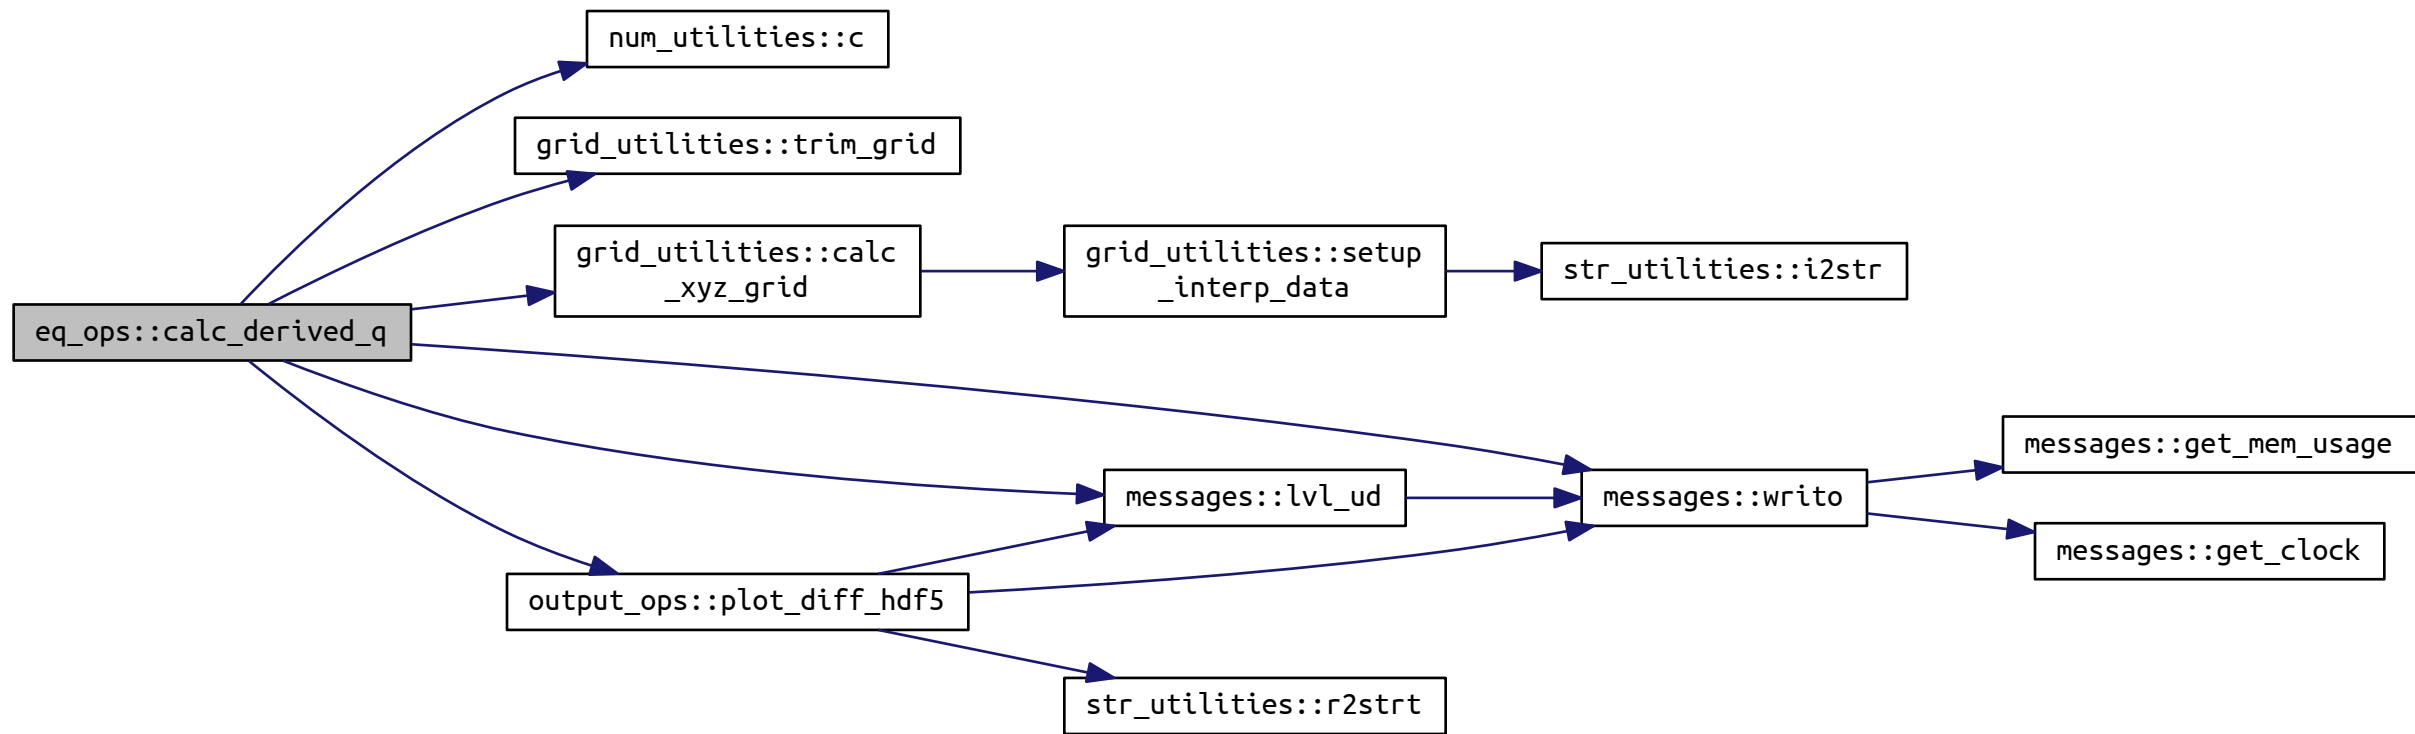 num_utilities::c
grid_utilities::trim_grid
grid_utilities::calc
_xyz_grid
grid_utilities::setup
_interp_data
str_utilities::i2str
eq_ops::calc_derived_q
messages::get_mem_usage
messages::lvl_ud
messages::writo
messages::get_clock
output_ops::plot_diff_hdf5
str_utilities::r2strt